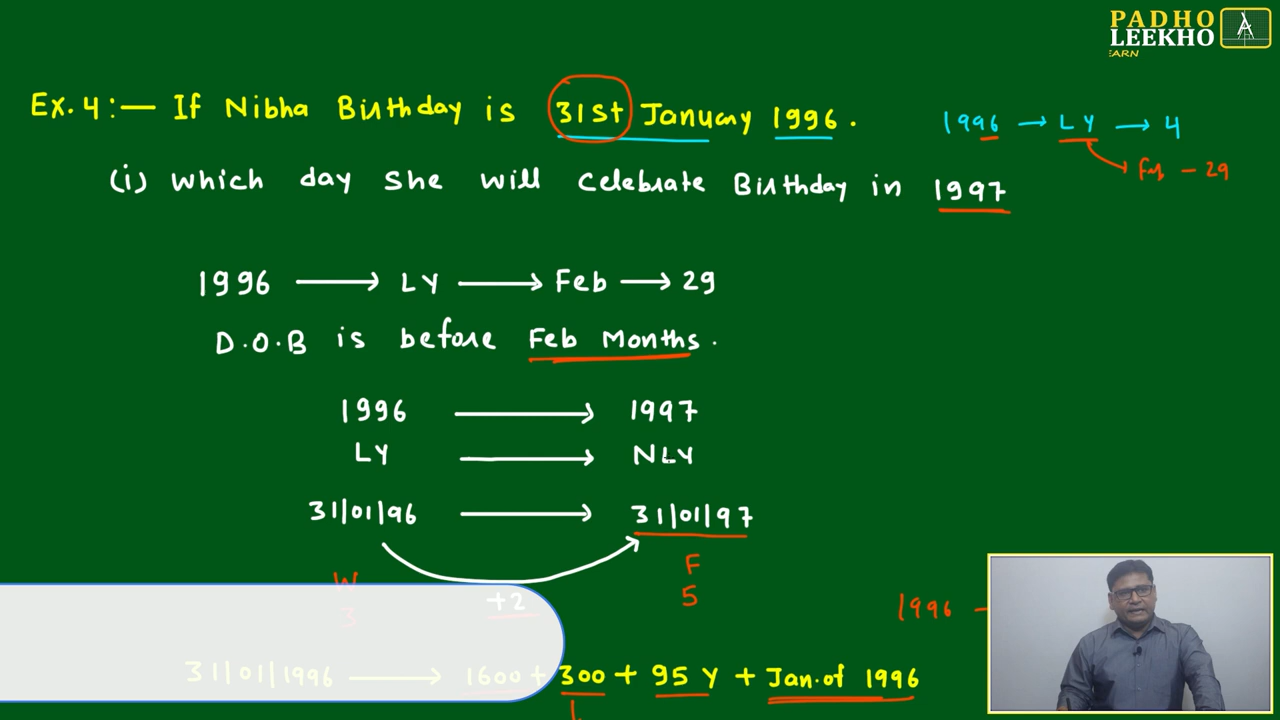 PADHO
LEEKHO
EARN
Ex. 4:— If Nibha Birthday is 31st January 1996.
1996 → LY → 4
Feb - 29
(i) Which day She will Celebrate Birthday in 1997
1996 → LY → Feb → 29
D.O.B is before Feb Months.
1996 → 1997
LY → NLY
31/01/96 → 31/01/97
W F
3 +2 5
1996 -
31/01/1996 → 1600 + 300 + 95 Y + Jan. of 1996